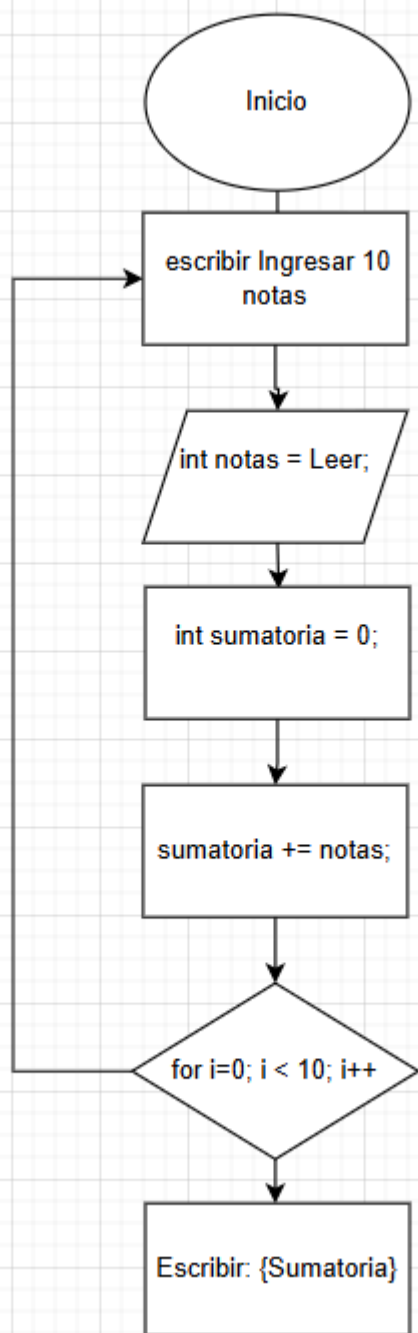 Inicio
escribir Ingresar 10
notas
int notas = Leer;
int sumatoria = 0;
sumatoria += notas;
for i=0; i < 10; i++
Escribir: {Sumatoria}